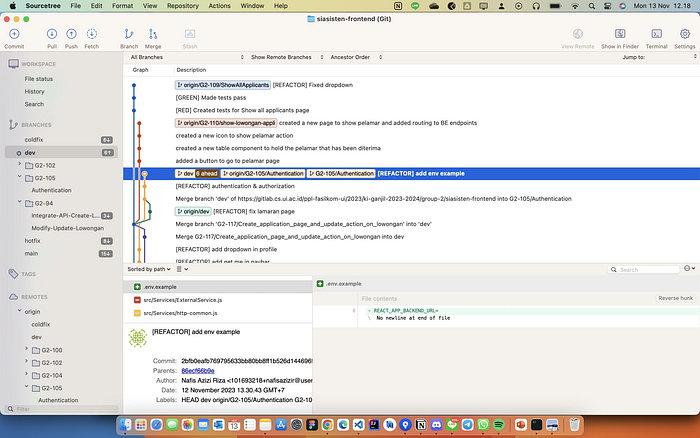 Sourcetree File Edit Format View Repository Actions Window Help
Mon 13 Nov 12.18
siasisten-frontend (Git)
Commit Pull Push Fetch Branch Merge Stash View Remote Show in Finder Terminal Settings
All Branches Show Remote Branches Ancestor Order Jump to:
WORKSPACE
File status
History
Search
BRANCHES
coldfix 6↓
dev 6↑
G2-102
G2-105
Authentication
G2-94
Integrate-API-Create-L...
Modify-Update-Lowongan
hotfix 8↓
main 15↓
TAGS
REMOTES
origin
coldfix
dev
G2-100
G2-102
G2-104
G2-105
Authentication
Filter
Graph Description
origin/G2-109/ShowAllApplicants [REFACTOR] Fixed dropdown
[GREEN] Made tests pass
[RED] Created tests for Show all applicants page
origin/G2-110/show-lowongan-appli created a new page to show pelamar and added routing to BE endpoints
created a new icon to show pelamar action
created a new table component to hold the pelamar that has been diterima
added a button to go to pelamar page
dev 6 ahead origin/G2-105/Authentication G2-105/Authentication [REFACTOR] add env example
[REFACTOR] authentication & authorization
Merge branch 'dev' of https://gitlab.cs.ui.ac.id/ppl-fasilkom-ui/2023/ki-ganjil-2023-2024/group-2/siasisten-frontend into G2-105/Authentication
origin/dev [REFACTOR] fix lamaran page
Merge branch 'G2-117/Create_application_page_and_update_action_on_lowongan' into 'dev'
Merge G2-117/Create_application_page_and_update_action_on_lowongan into dev
[REFACTOR] add dropdown in profile
[REFACTOR] add get me in navbar
Sorted by path
Search
.env.example
src/Services/ExternalService.js
src/Services/http-common.js
[REFACTOR] add env example
Commit: 2bfb0eafb769795633bb80bb8ff1b526d144696
Parents: 86ecf66b9e
Author: Nafis Azizi Riza <101693218+nafisazizir@user
Date: 12 November 2023 13.30.43 GMT+7
Labels: HEAD dev origin/G2-105/Authentication G2-10
.env.example
File contents Reverse hunk
+ REACT_APP_BACKEND_URL=
\ No newline at end of file